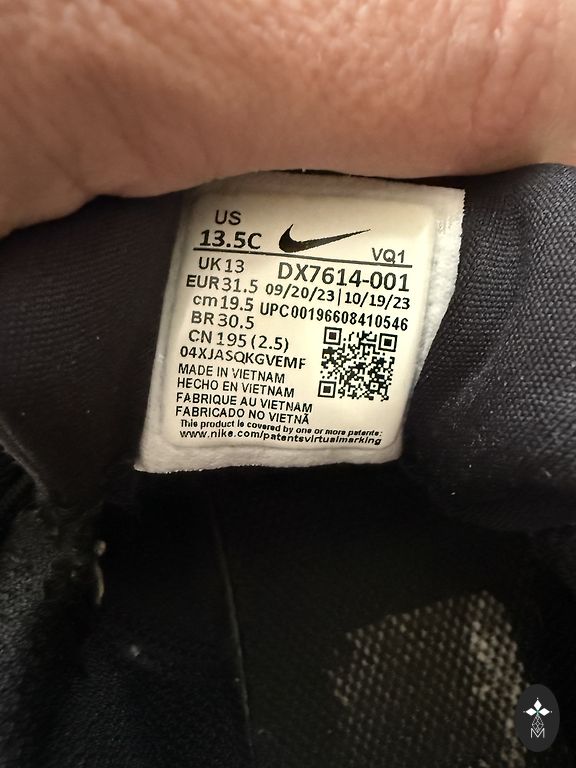 US
13.5C
VQ1
UK 13
DX7614-001
EUR 31.5
09/20/23|10/19/23
cm 19.5
UPC 00196608410546
BR 30.5
CN 195 (2.5)
04XJASQKGVEMF
MADE IN VIETNAM
HECHO EN VIETNAM
FABRIQUE AU VIETNAM
FABRICADO NO VIETNÃ
This product is covered by one or more patents:
www.nike.com/patentsvirtualmarking
M